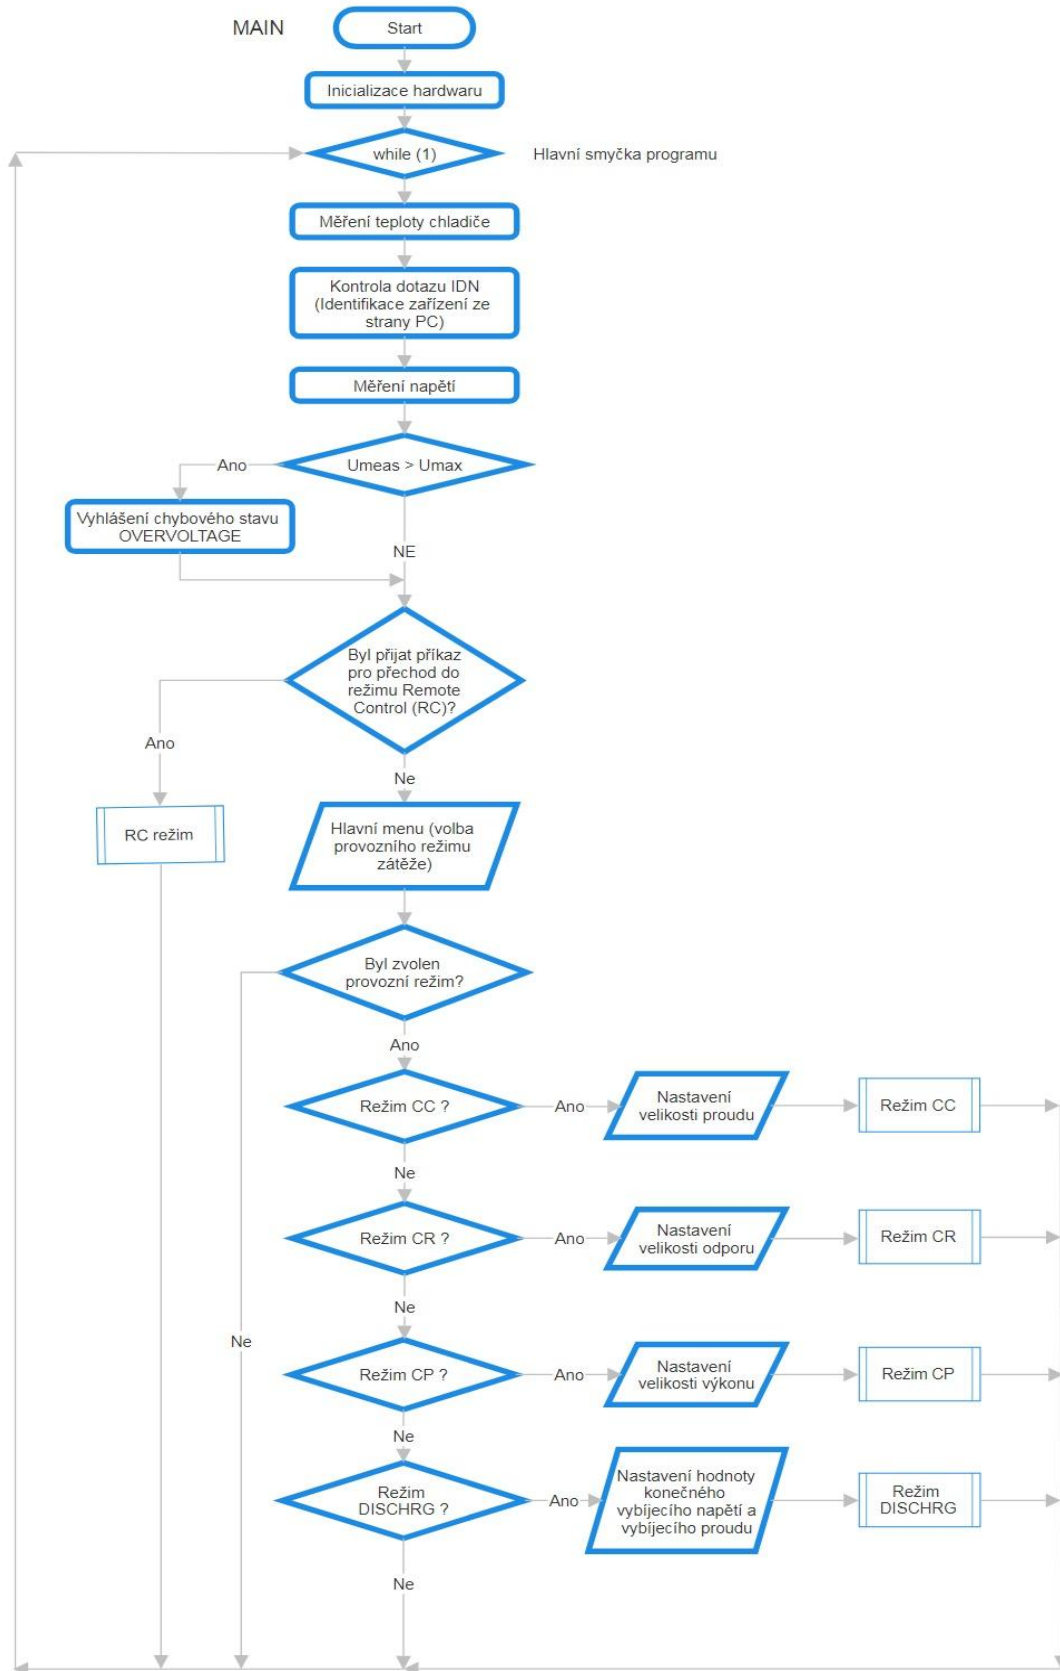 MAIN
Start
Inicializace hardwaru
while (1)
Hlavní smyčka programu
Měření teploty chladiče
Kontrola dotazu IDN
(Identifikace zařízení ze
strany PC)
Měření napětí
Ano
Umeas > Umax
Vyhlášení chybového stavu
OVERVOLTAGE
NE
Byl přijat příkaz
pro přechod do
režimu Remote
Control (RC)?
Ano
Ne
RC režim
Hlavní menu (volba
provozního režimu
zátěže)
Byl zvolen
provozní režim?
Ano
Režim CC ?
Ano
Nastavení
velikosti proudu
Režim CC
Ne
Režim CR ?
Ano
Nastavení
velikosti odporu
Režim CR
Ne
Ne
Režim CP ?
Ano
Nastavení
velikosti výkonu
Režim CP
Ne
Režim
DISCHRG ?
Ano
Nastavení hodnoty
konečného
vybíjecího napětí a
vybíjecího proudu
Režim
DISCHRG
Ne